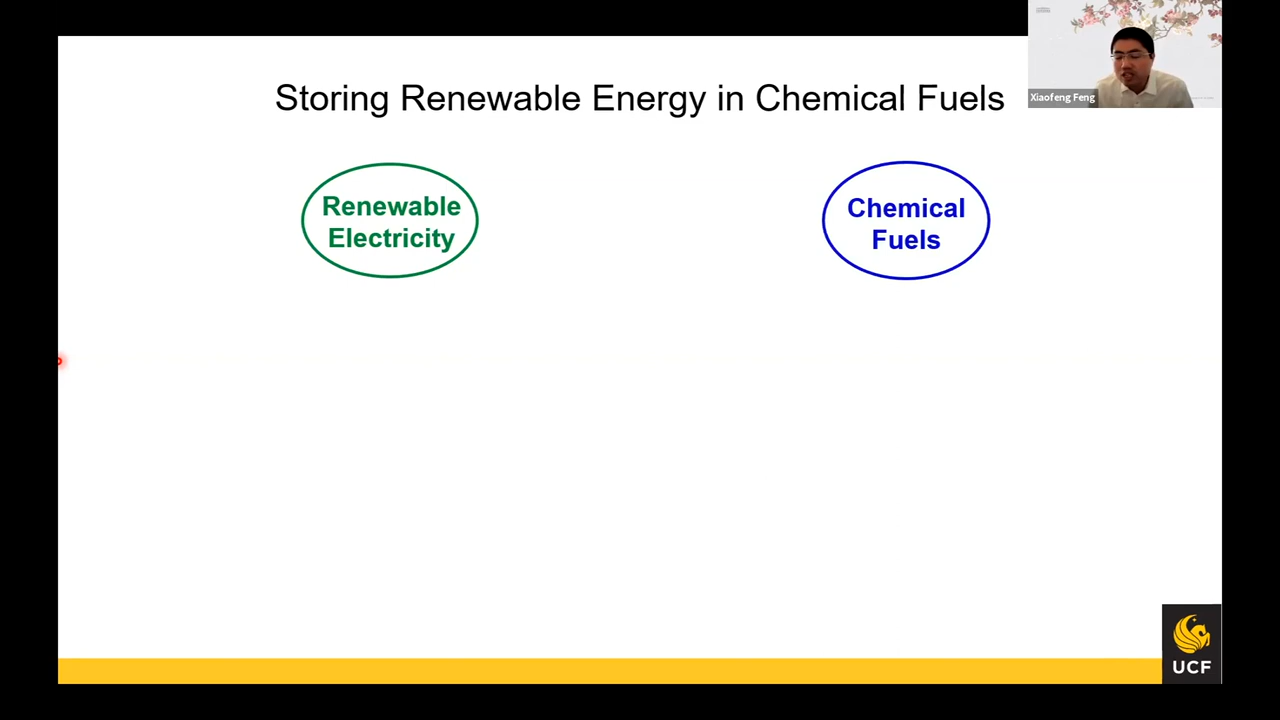 Storing Renewable Energy in Chemical Fuels
Xiaofeng Feng
Renewable
Electricity
Chemical
Fuels
UCF